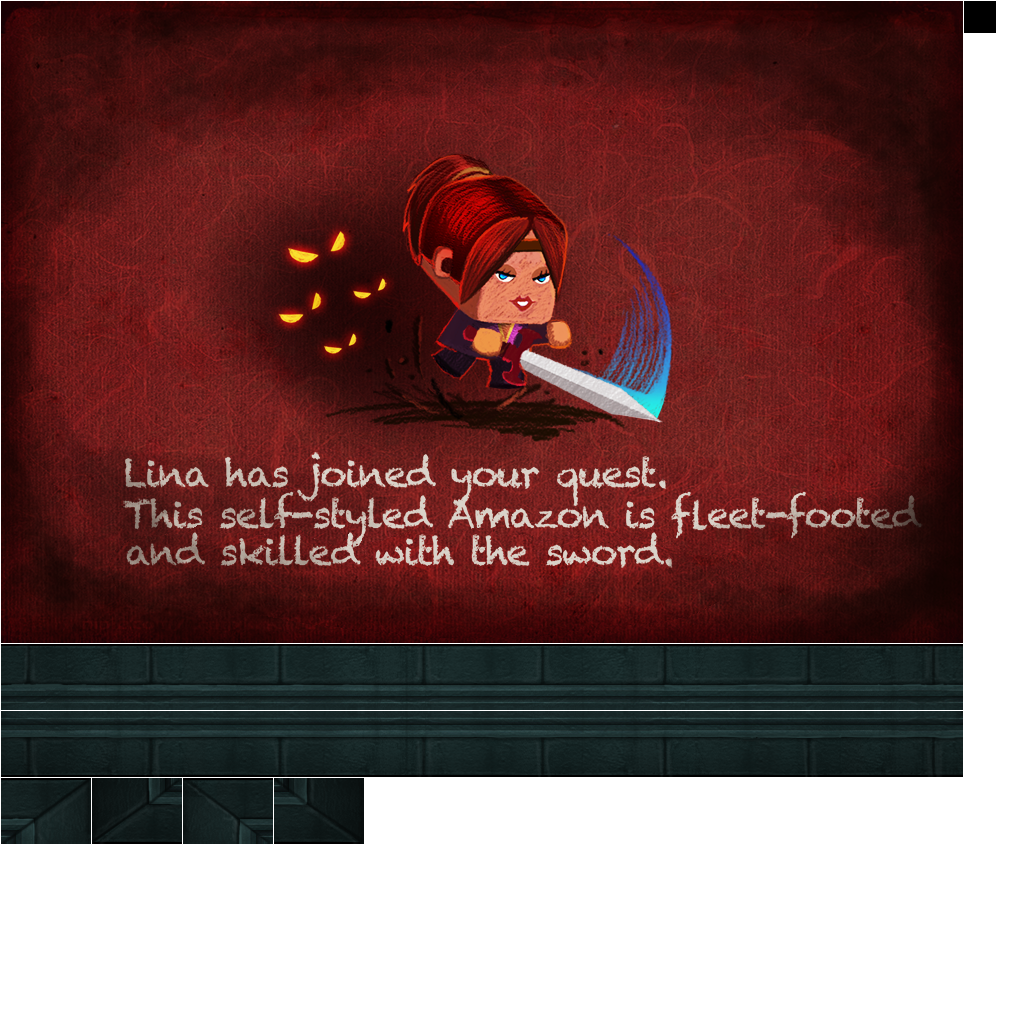 Lina has joined your quest.
This self-styled Amazon is fleet-footed
and skilled with the sword.